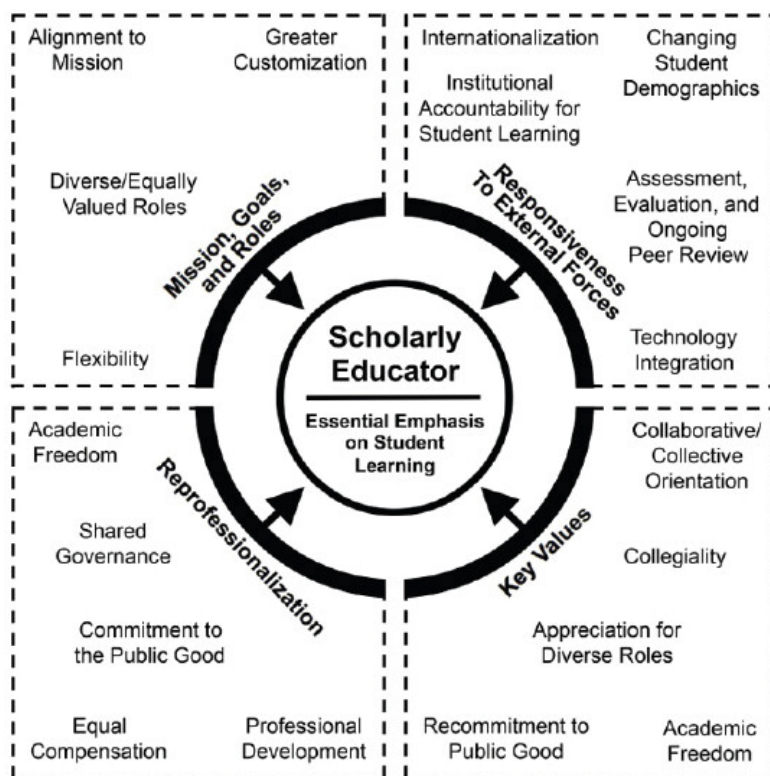 Alignment to
Mission
Greater
Customization
Diverse/Equally
Valued Roles
Flexibility
Mission, Goals,
and Roles
Internationalization
Changing
Student
Demographics
Institutional
Accountability for
Student Learning
Assessment,
Evaluation, and
Ongoing
Peer Review
Technology
Integration
Responsiveness
To External Forces
Scholarly
Educator
Essential Emphasis
on Student
Learning
Academic
Freedom
Shared
Governance
Commitment to
the Public Good
Equal
Compensation
Professional
Development
Reprofessionalization
Collaborative/
Collective
Orientation
Collegiality
Appreciation for
Diverse Roles
Recommitment to
Public Good
Academic
Freedom
Key Values